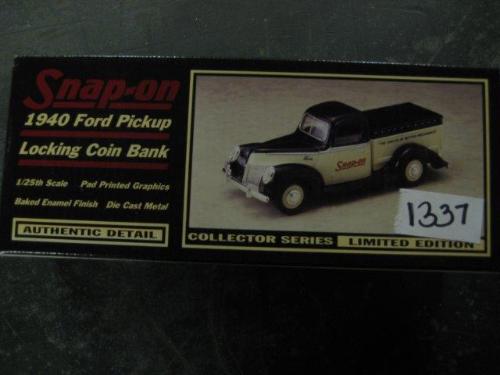 Snap-on
1940 Ford Pickup
Locking Coin Bank
1/25th Scale Pad Printed Graphics
Baked Enamel Finish Die Cast Metal
AUTHENTIC DETAIL
Snap-on
1337
COLLECTOR SERIES LIMITED EDITION